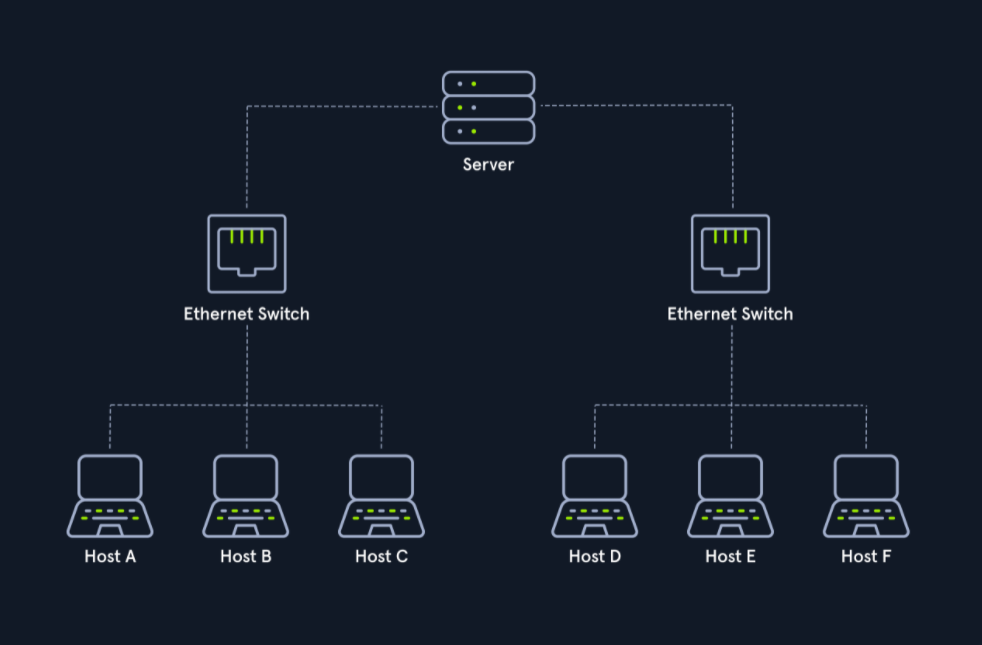 Server
Ethernet Switch
Ethernet Switch
Host A
Host B
Host C
Host D
Host E
Host F